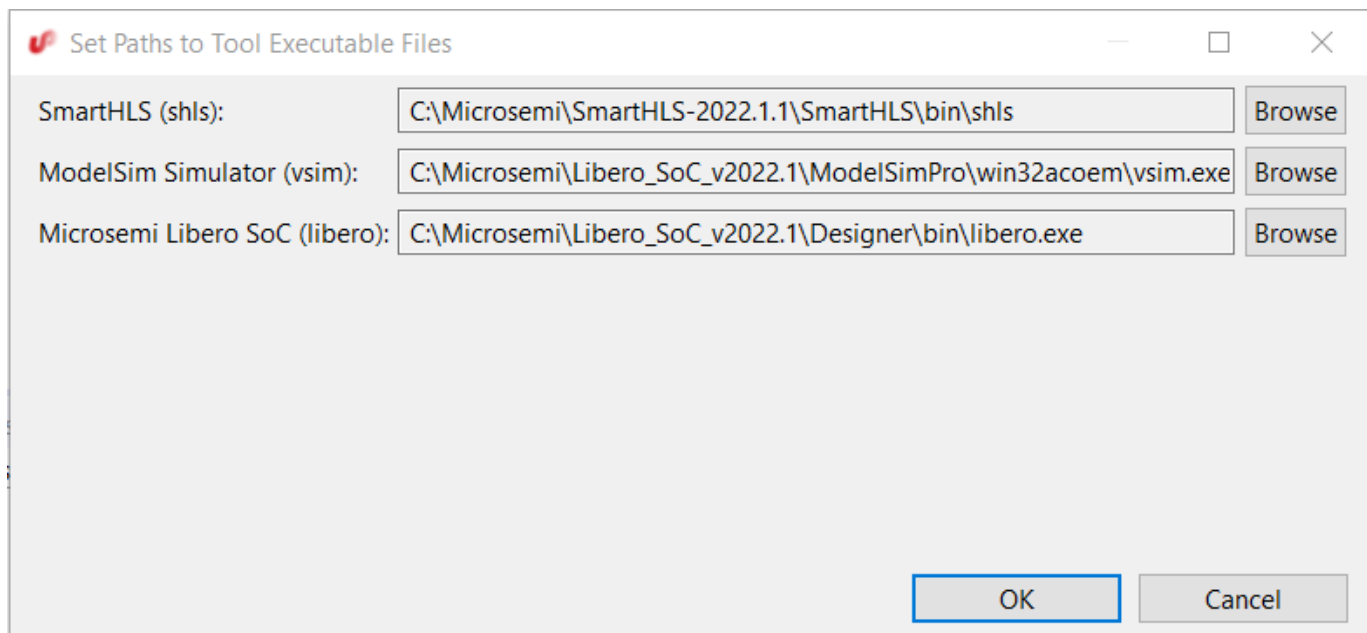 Set Paths to Tool Executable Files
SmartHLS (shls): C:\Microsemi\SmartHLS-2022.1.1\SmartHLS\bin\shls Browse
ModelSim Simulator (vsim): C:\Microsemi\Libero_SoC_v2022.1\ModelSimPro\win32acoem\vsim.exe Browse
Microsemi Libero SoC (libero): C:\Microsemi\Libero_SoC_v2022.1\Designer\bin\libero.exe Browse
OK Cancel